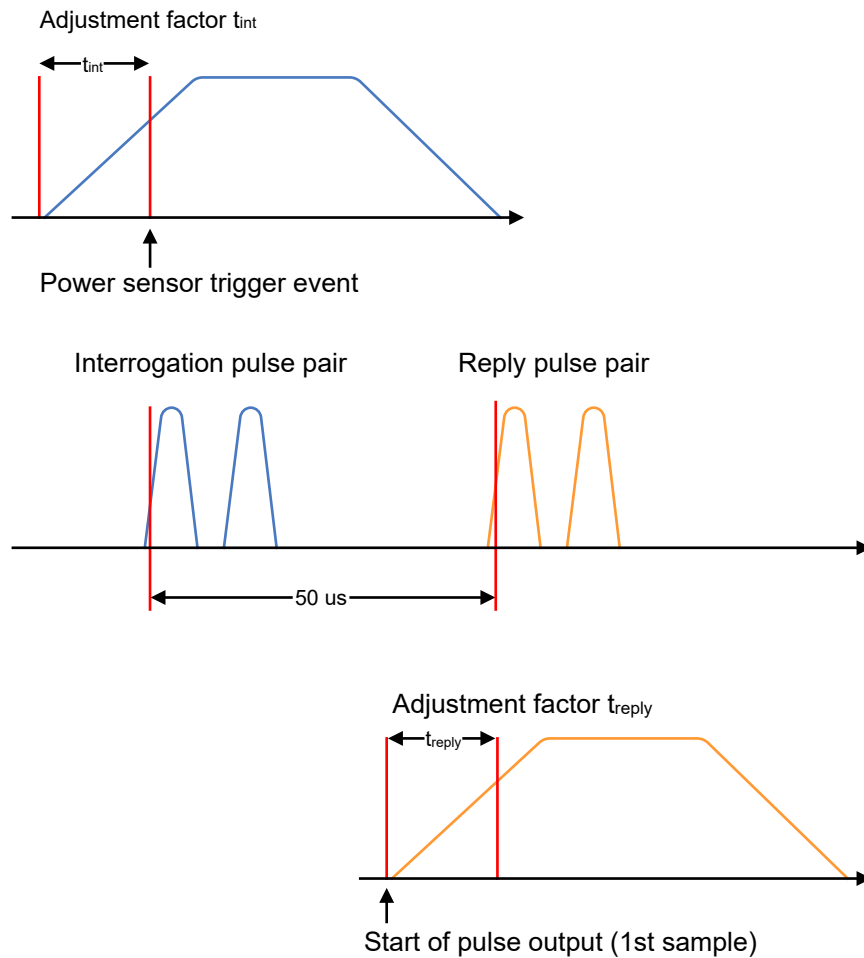 Adjustment factor tint
tint
Power sensor trigger event
Interrogation pulse pair
Reply pulse pair
50 us
Adjustment factor treply
treply
Start of pulse output (1st sample)